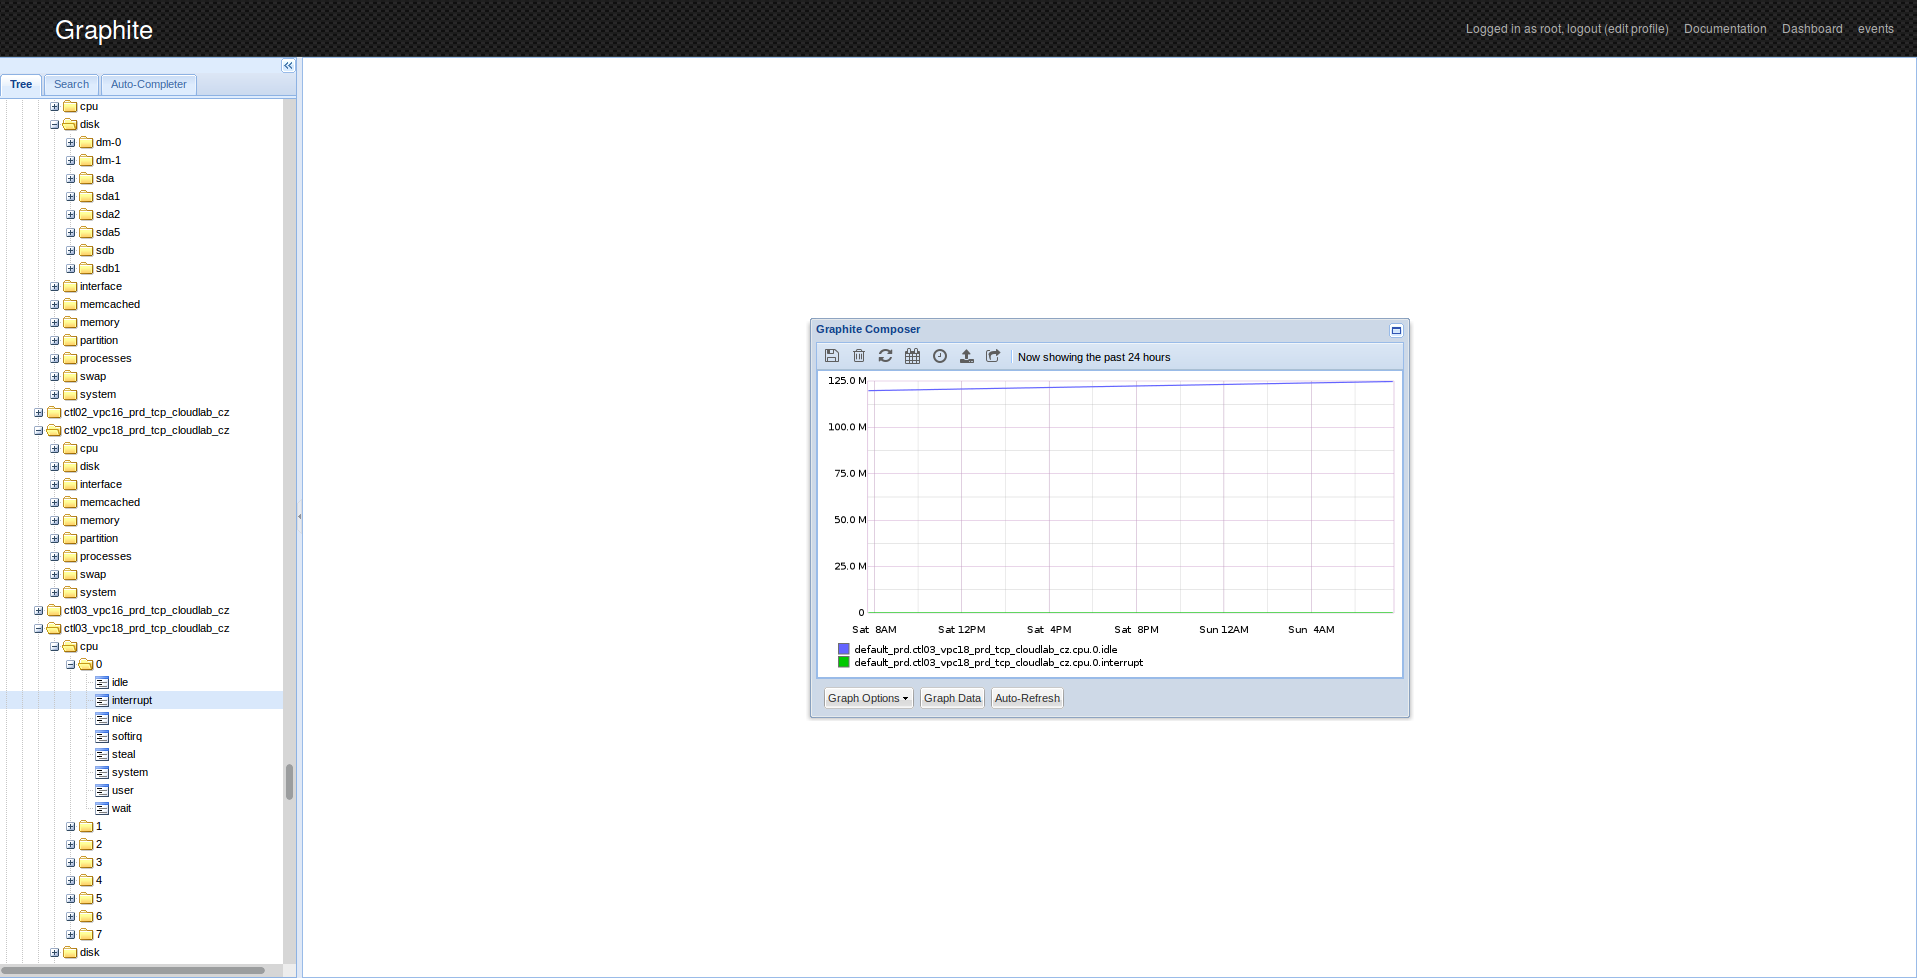 Graphite
Logged in as root, logout (edit profile) Documentation Dashboard events
Tree Search Auto-Completer
cpu
disk
dm-0
dm-1
sda
sda1
sda2
sda5
sdb
sdb1
interface
memcached
memory
partition
processes
swap
system
ctl02_vpc16_prd_tcp_cloudlab_cz
ctl02_vpc18_prd_tcp_cloudlab_cz
cpu
disk
interface
memcached
memory
partition
processes
swap
system
ctl03_vpc16_prd_tcp_cloudlab_cz
ctl03_vpc18_prd_tcp_cloudlab_cz
cpu
0
idle
interrupt
nice
softirq
steal
system
user
wait
1
2
3
4
5
6
7
disk
Graphite Composer
Now showing the past 24 hours
125.0 M
100.0 M
75.0 M
50.0 M
25.0 M
0
Sat 8AM Sat 12PM Sat 4PM Sat 8PM Sun 12AM Sun 4AM
default_prd.ctl03_vpc18_prd_tcp_cloudlab_cz.cpu.0.idle
default_prd.ctl03_vpc18_prd_tcp_cloudlab_cz.cpu.0.interrupt
Graph Options Graph Data Auto-Refresh